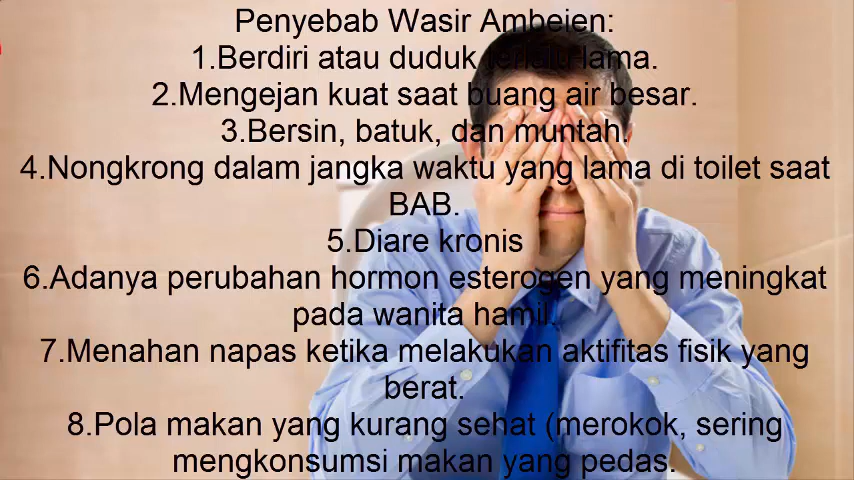 Penyebab Wasir Ambeien:
1.Berdiri atau duduk terlalu lama.
2.Mengejan kuat saat buang air besar.
3.Bersin, batuk, dan muntah.
4.Nongkrong dalam jangka waktu yang lama di toilet saat
BAB.
5.Diare kronis
6.Adanya perubahan hormon esterogen yang meningkat
pada wanita hamil.
7.Menahan napas ketika melakukan aktifitas fisik yang
berat.
8.Pola makan yang kurang sehat (merokok, sering
mengkonsumsi makan yang pedas.